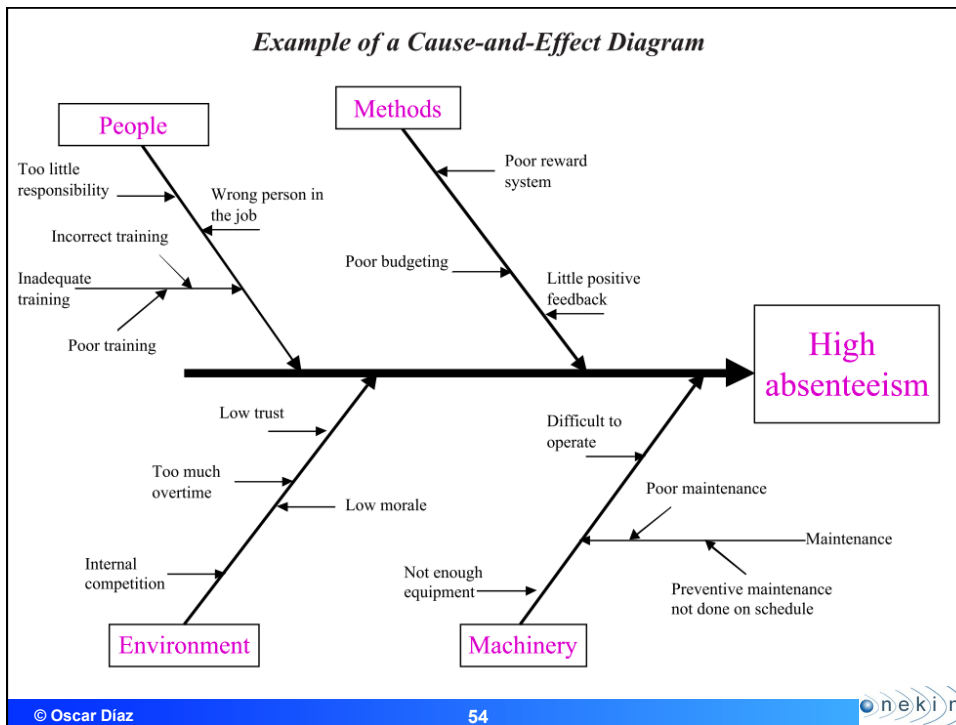 Example of a Cause-and-Effect Diagram
People
Methods
Too little
responsibility
Wrong person in
the job
Incorrect training
Inadequate
training
Poor training
Poor reward
system
Poor budgeting
Little positive
feedback
High
absenteeism
Low trust
Too much
overtime
Low morale
Internal
competition
Difficult to
operate
Poor maintenance
Maintenance
Not enough
equipment
Preventive maintenance
not done on schedule
Environment
Machinery
© Oscar Díaz
54
onekin